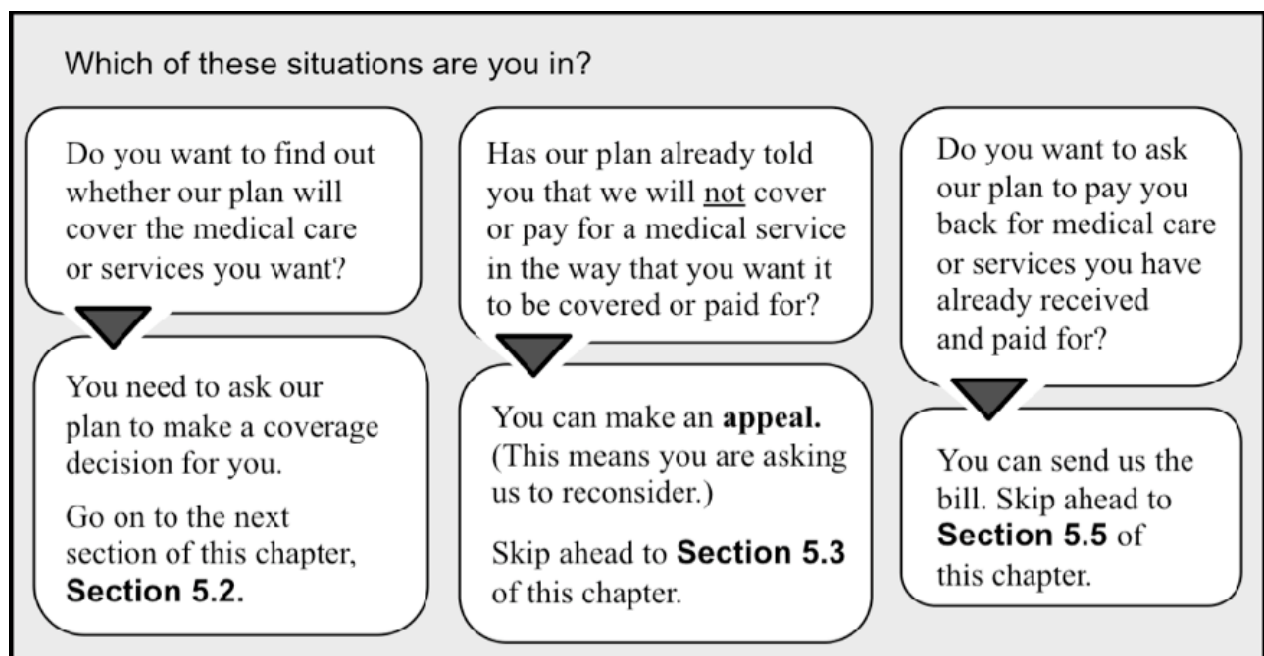 Which of these situations are you in?
Do you want to find out
whether our plan will
cover the medical care
or services you want?
You need to ask our
plan to make a coverage
decision for you.
Go on to the next
section of this chapter,
Section 5.2.
Has our plan already told
you that we will not cover
or pay for a medical service
in the way that you want it
to be covered or paid for?
You can make an appeal.
(This means you are asking
us to reconsider.)
Skip ahead to Section 5.3
of this chapter.
Do you want to ask
our plan to pay you
back for medical care
or services you have
already received
and paid for?
You can send us the
bill. Skip ahead to
Section 5.5 of
this chapter.